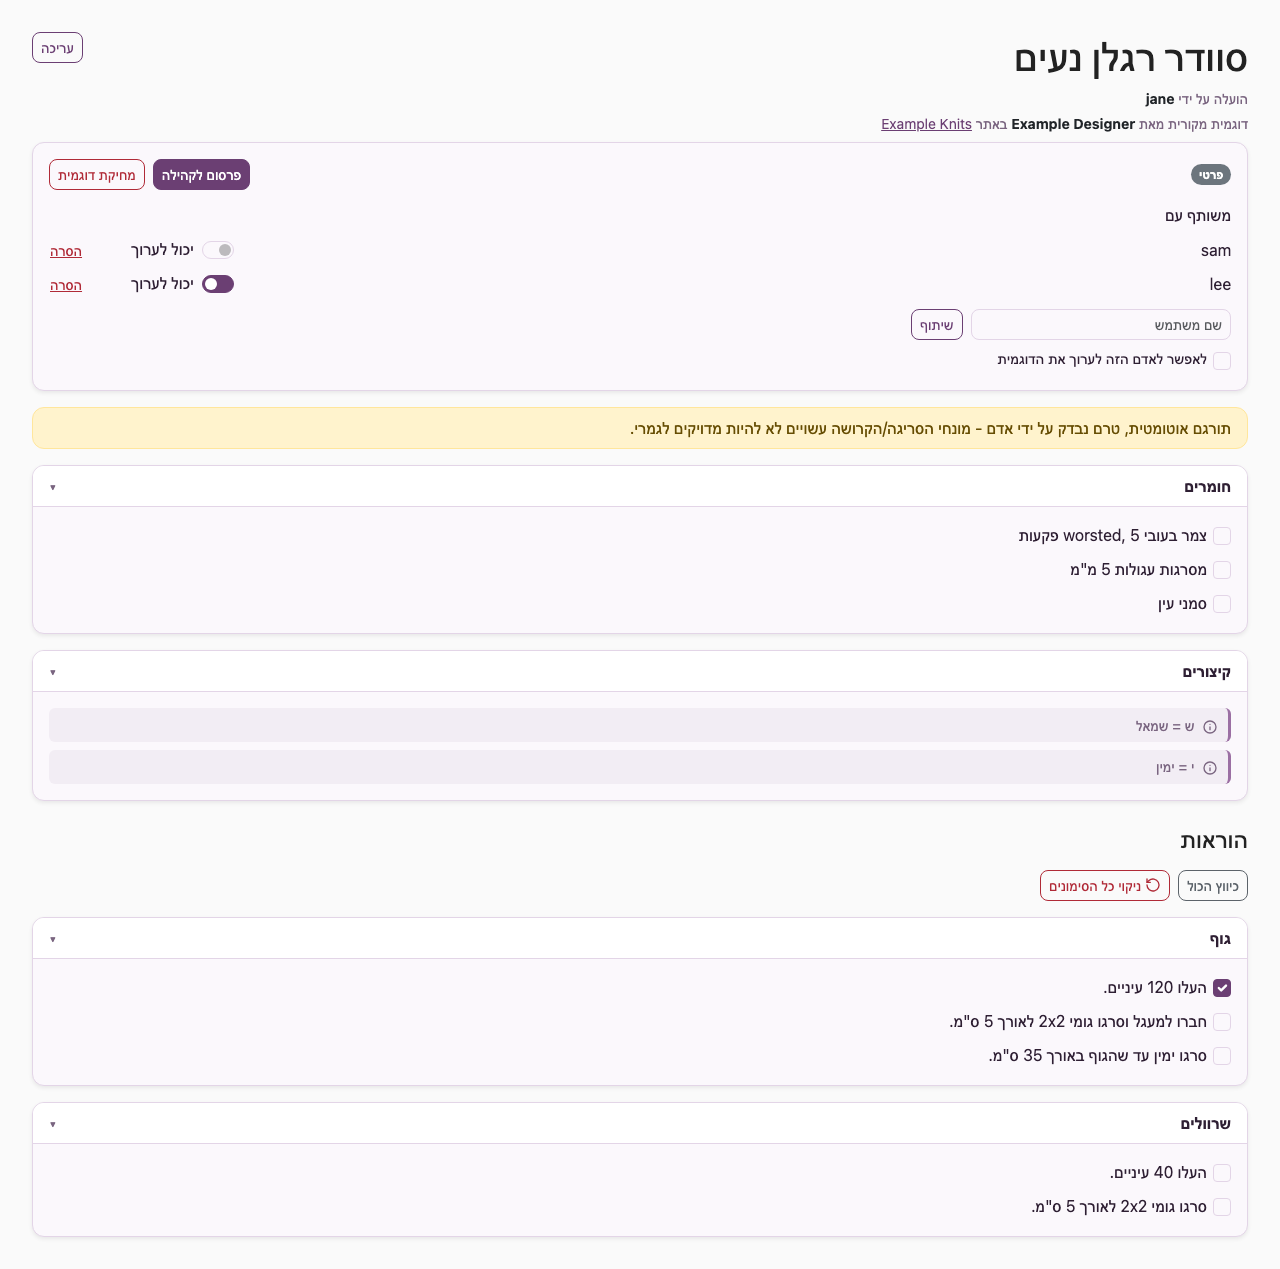 סוודר רגלן נעים
עריכה
הועלה על ידי jane
דוגמית מקורית מאת Example Designer באתר Example Knits
פרטי
פרסום לקהילה
מחיקת דוגמית
משותף עם
sam
יכול לערוך
הסרה
lee
יכול לערוך
הסרה
שם משתמש
שיתוף
לאפשר לאדם הזה לערוך את הדוגמית
תורגם אוטומטית, טרם נבדק על ידי אדם - מונחי הסריגה/הקרושה עשויים לא להיות מדויקים לגמרי.
חומרים
צמר בעובי worsted, 5 פקעות
מסרגות עגולות 5 מ"מ
סמני עין
קיצורים
ש = שמאל
י = ימין
הוראות
כיווץ הכול
ניקוי כל הסימונים
גוף
העלו 120 עיניים.
חברו למעגל וסרגו גומי 2x2 לאורך 5 ס"מ.
סרגו ימין עד שהגוף באורך 35 ס"מ.
שרוולים
העלו 40 עיניים.
סרגו גומי 2x2 לאורך 5 ס"מ.